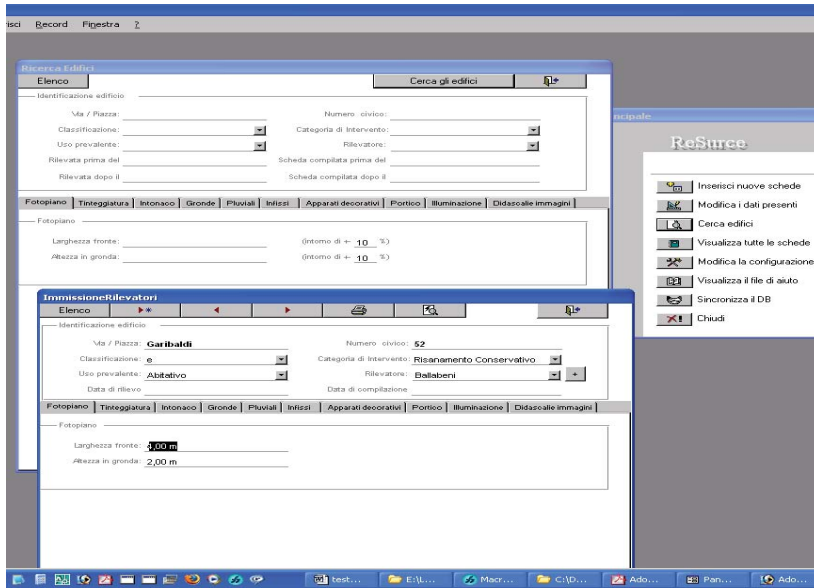 risci Record Finestra ?
Ricerca Edifici
Elenco Cerca gli edifici
Identificazione edificio
Via / Piazza: Numero civico:
Classificazione: Categoria di Intervento:
Uso prevalente: Rilevatore:
Rilevata prima del Scheda compilata prima del
Rilevata dopo il Scheda compilata dopo il
Fotopiano Tinteggiatura Intonaco Gronde Pluviali Infissi Apparati decorativi Portico Illuminazione Didascalie immagini
Fotopiano
Larghezza fronte: (intorno di +- 10 %)
Altezza in gronda: (intorno di +- 10 %)
ncipale
ReSurce
Inserisci nuove schede
Modifica i dati presenti
Cerca edifici
Visualizza tutte le schede
Modifica la configurazione
Visualizza il file di aiuto
Sincronizza il DB
Chiudi
ImmissioneRilevatori
Elenco
Identificazione edificio
Via / Piazza: Garibaldi Numero civico: 52
Classificazione: e Categoria di Intervento: Risanamento Conservativo
Uso prevalente: Abitativo Rilevatore: Ballabeni +
Data di rilievo Data di compilazione
Fotopiano Tinteggiatura Intonaco Gronde Pluviali Infissi Apparati decorativi Portico Illuminazione Didascalie immagini
Fotopiano
Larghezza fronte: ,00 m
Altezza in gronda: 2,00 m
test... E:\L... Macr... C:\D... Ado... Pan... Ado...